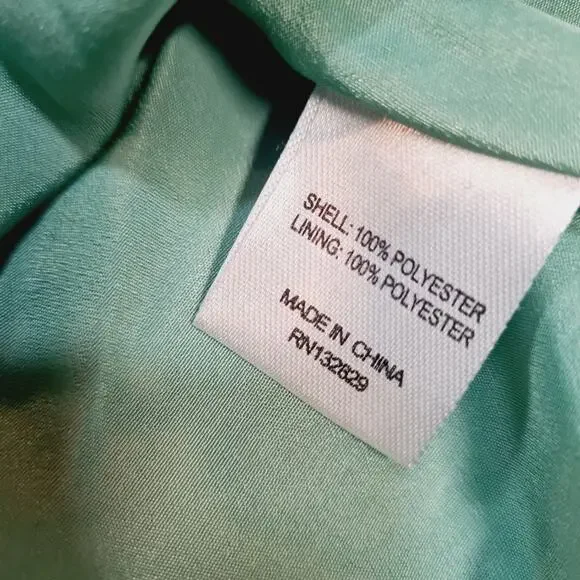 SHELL: 100% POLYESTER
LINING: 100% POLYESTER
MADE IN CHINA
RN132829